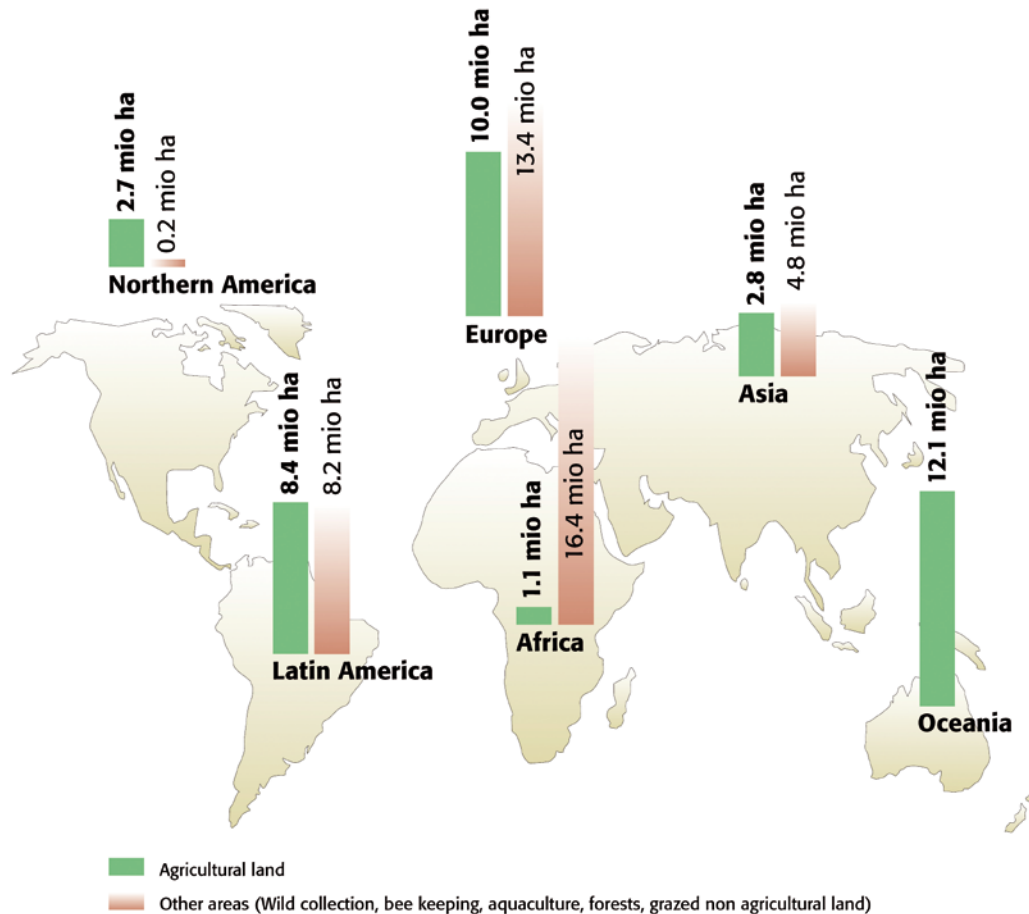 2.7 mio ha
0.2 mio ha
Northern America
10.0 mio ha
13.4 mio ha
Europe
2.8 mio ha
4.8 mio ha
Asia
8.4 mio ha
8.2 mio ha
Latin America
1.1 mio ha
16.4 mio ha
Africa
12.1 mio ha
Oceania
Agricultural land
Other areas (Wild collection, bee keeping, aquaculture, forests, grazed non agricultural land)